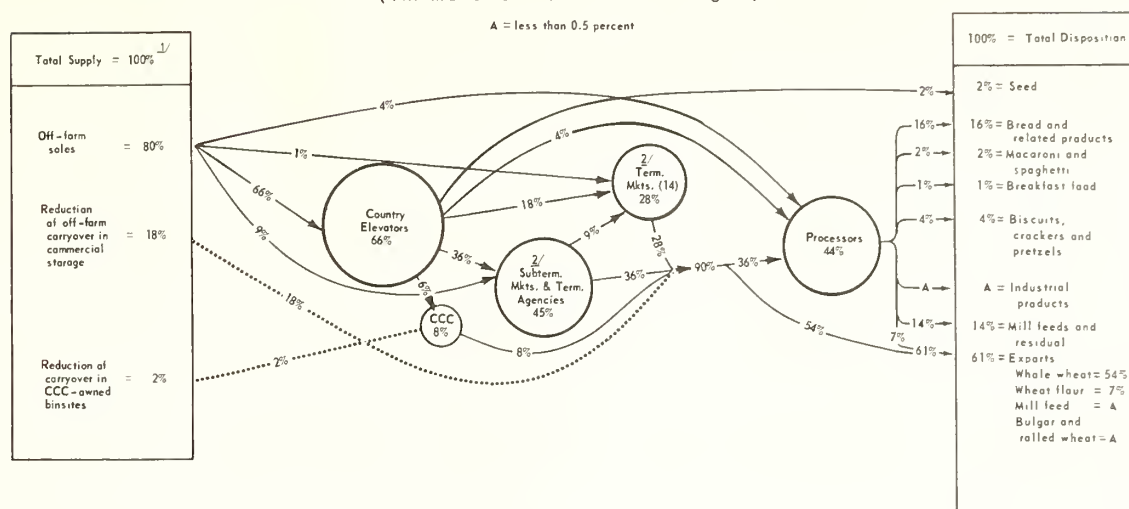 A = less than 0.5 percent
Total Supply = 100% 1/
Off-farm
sales = 80%
Reduction
of off-farm
carryover in = 18%
commercial
storage
Reduction of
carryover in = 2%
CCC-owned
binsites
4%
1%
66%
9%
18%
2%
Country
Elevators
66%
4%
18%
36%
6%
CCC
8%
2/
Subterm.
Mkts. & Term.
Agencies
45%
9%
2/
Term.
Mkts. (14)
28%
28%
36%
8%
90%
36%
54%
Processors
44%
2%
16%
2%
1%
4%
A
14%
7%
61%
100% = Total Disposition
2% = Seed
16% = Bread and
related products
2% = Macaroni and
spaghetti
1% = Breakfast food
4% = Biscuits,
crackers and
pretzels
A = Industrial
products
14% = Mill feeds and
residual
61% = Exports
Whole wheat = 54%
Wheat flour = 7%
Mill feed = A
Bulgar and
rolled wheat = A